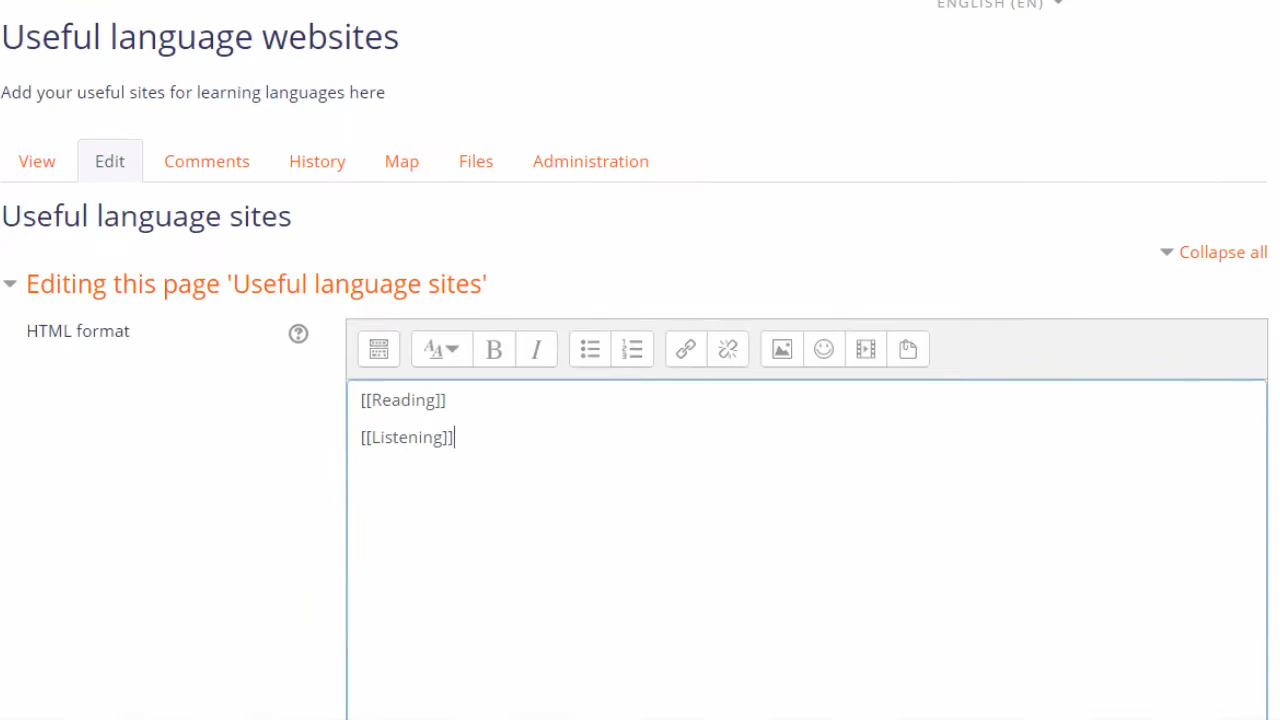 ENGLISH (EN)
Useful language websites
Add your useful sites for learning languages here
View Edit Comments History Map Files Administration
Useful language sites
Collapse all
Editing this page 'Useful language sites'
HTML format
[[Reading]]
[[Listening]]